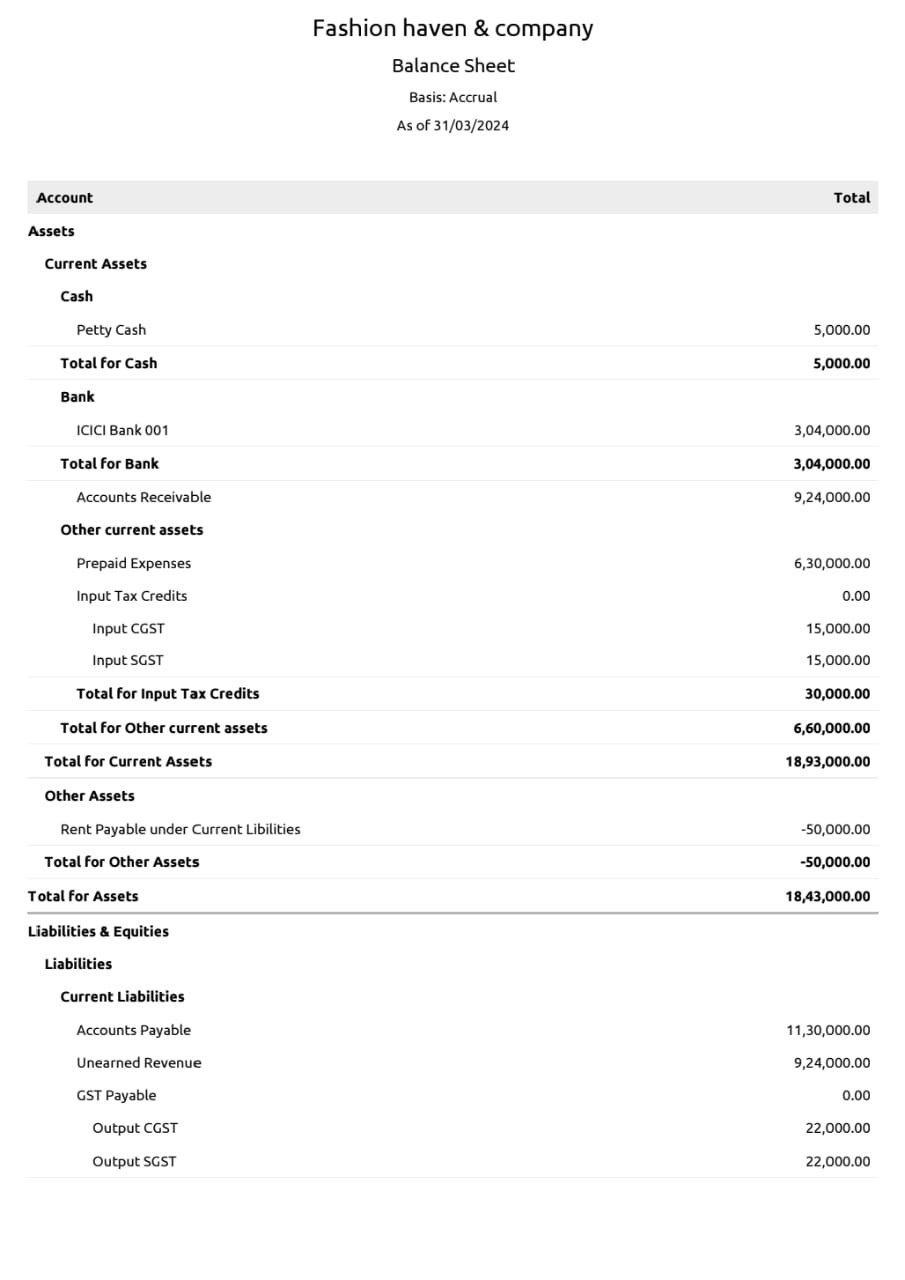 Fashion haven & company
Balance Sheet
Basis: Accrual
As of 31/03/2024
Account Total
Assets
Current Assets
Cash
Petty Cash 5,000.00
Total for Cash 5,000.00
Bank
ICICI Bank 001 3,04,000.00
Total for Bank 3,04,000.00
Accounts Receivable 9,24,000.00
Other current assets
Prepaid Expenses 6,30,000.00
Input Tax Credits 0.00
Input CGST 15,000.00
Input SGST 15,000.00
Total for Input Tax Credits 30,000.00
Total for Other current assets 6,60,000.00
Total for Current Assets 18,93,000.00
Other Assets
Rent Payable under Current Libilities -50,000.00
Total for Other Assets -50,000.00
Total for Assets 18,43,000.00
Liabilities & Equities
Liabilities
Current Liabilities
Accounts Payable 11,30,000.00
Unearned Revenue 9,24,000.00
GST Payable 0.00
Output CGST 22,000.00
Output SGST 22,000.00